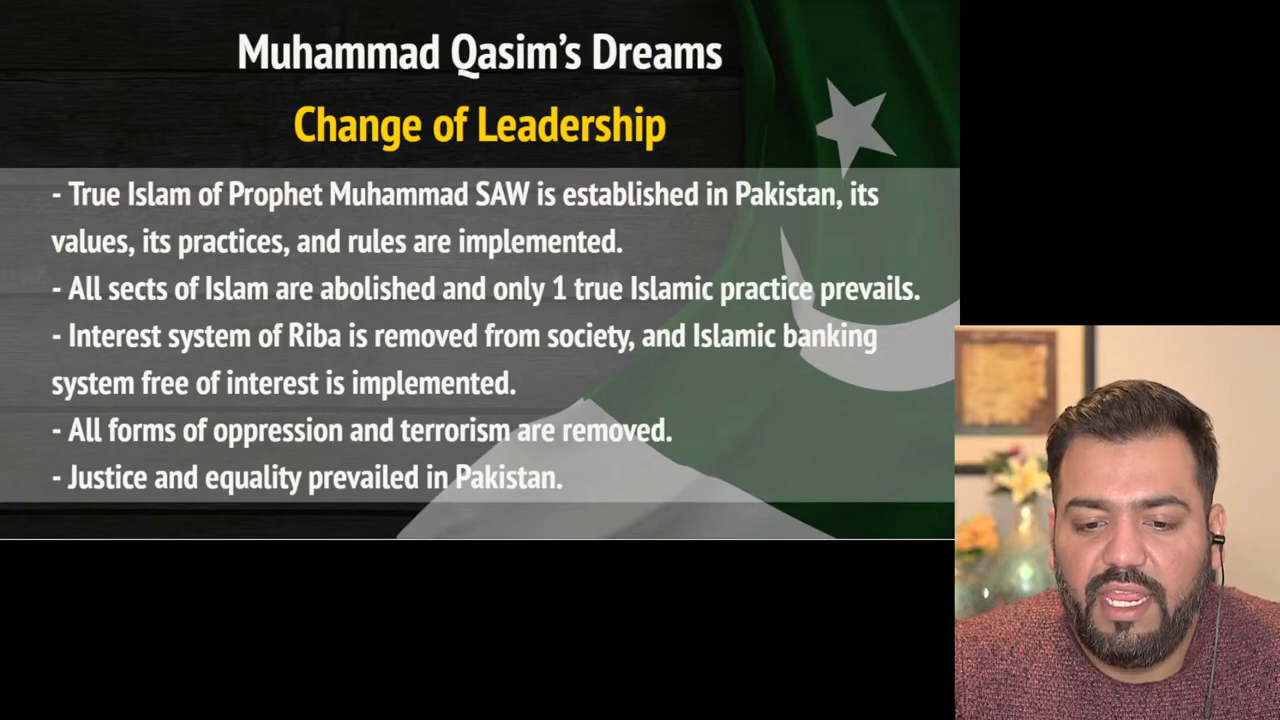 Muhammad Qasim's Dreams
Change of Leadership
- True Islam of Prophet Muhammad SAW is established in Pakistan, its
values, its practices, and rules are implemented.
- All sects of Islam are abolished and only 1 true Islamic practice prevails.
- Interest system of Riba is removed from society, and Islamic banking
system free of interest is implemented.
- All forms of oppression and terrorism are removed.
- Justice and equality prevailed in Pakistan.